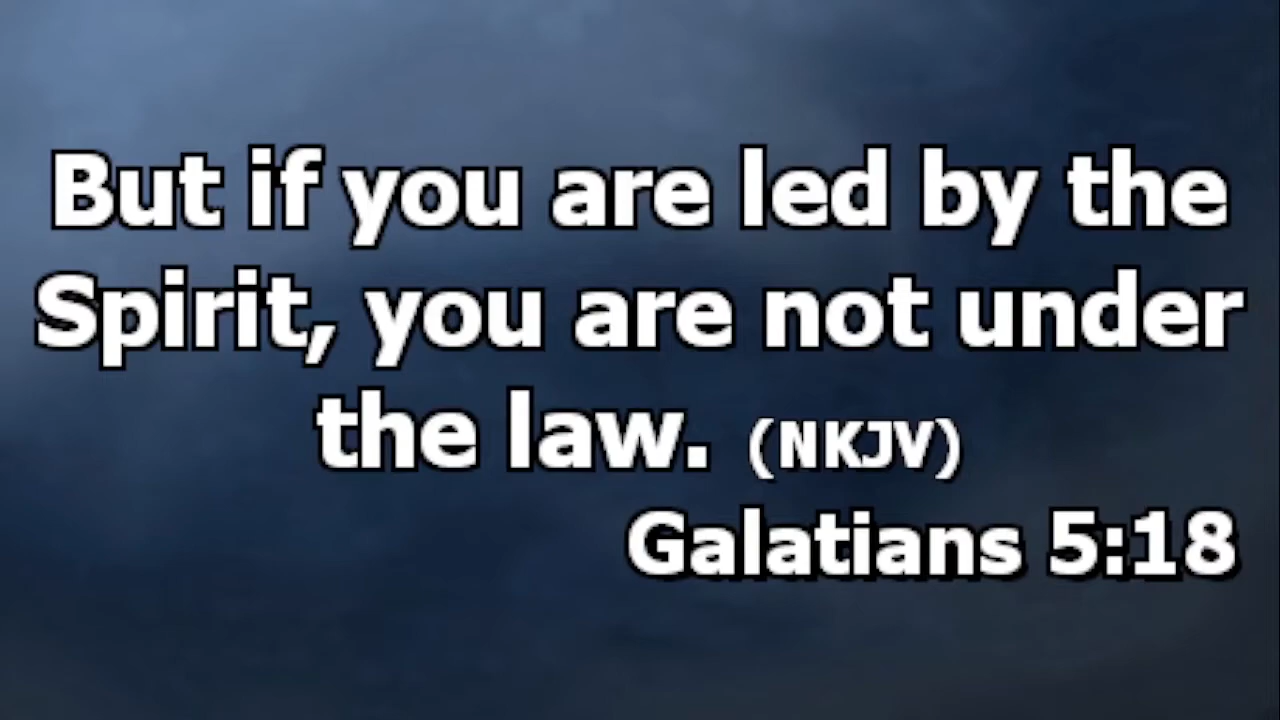 But if you are led by the
Spirit, you are not under
the law. (NKJV)
Galatians 5:18